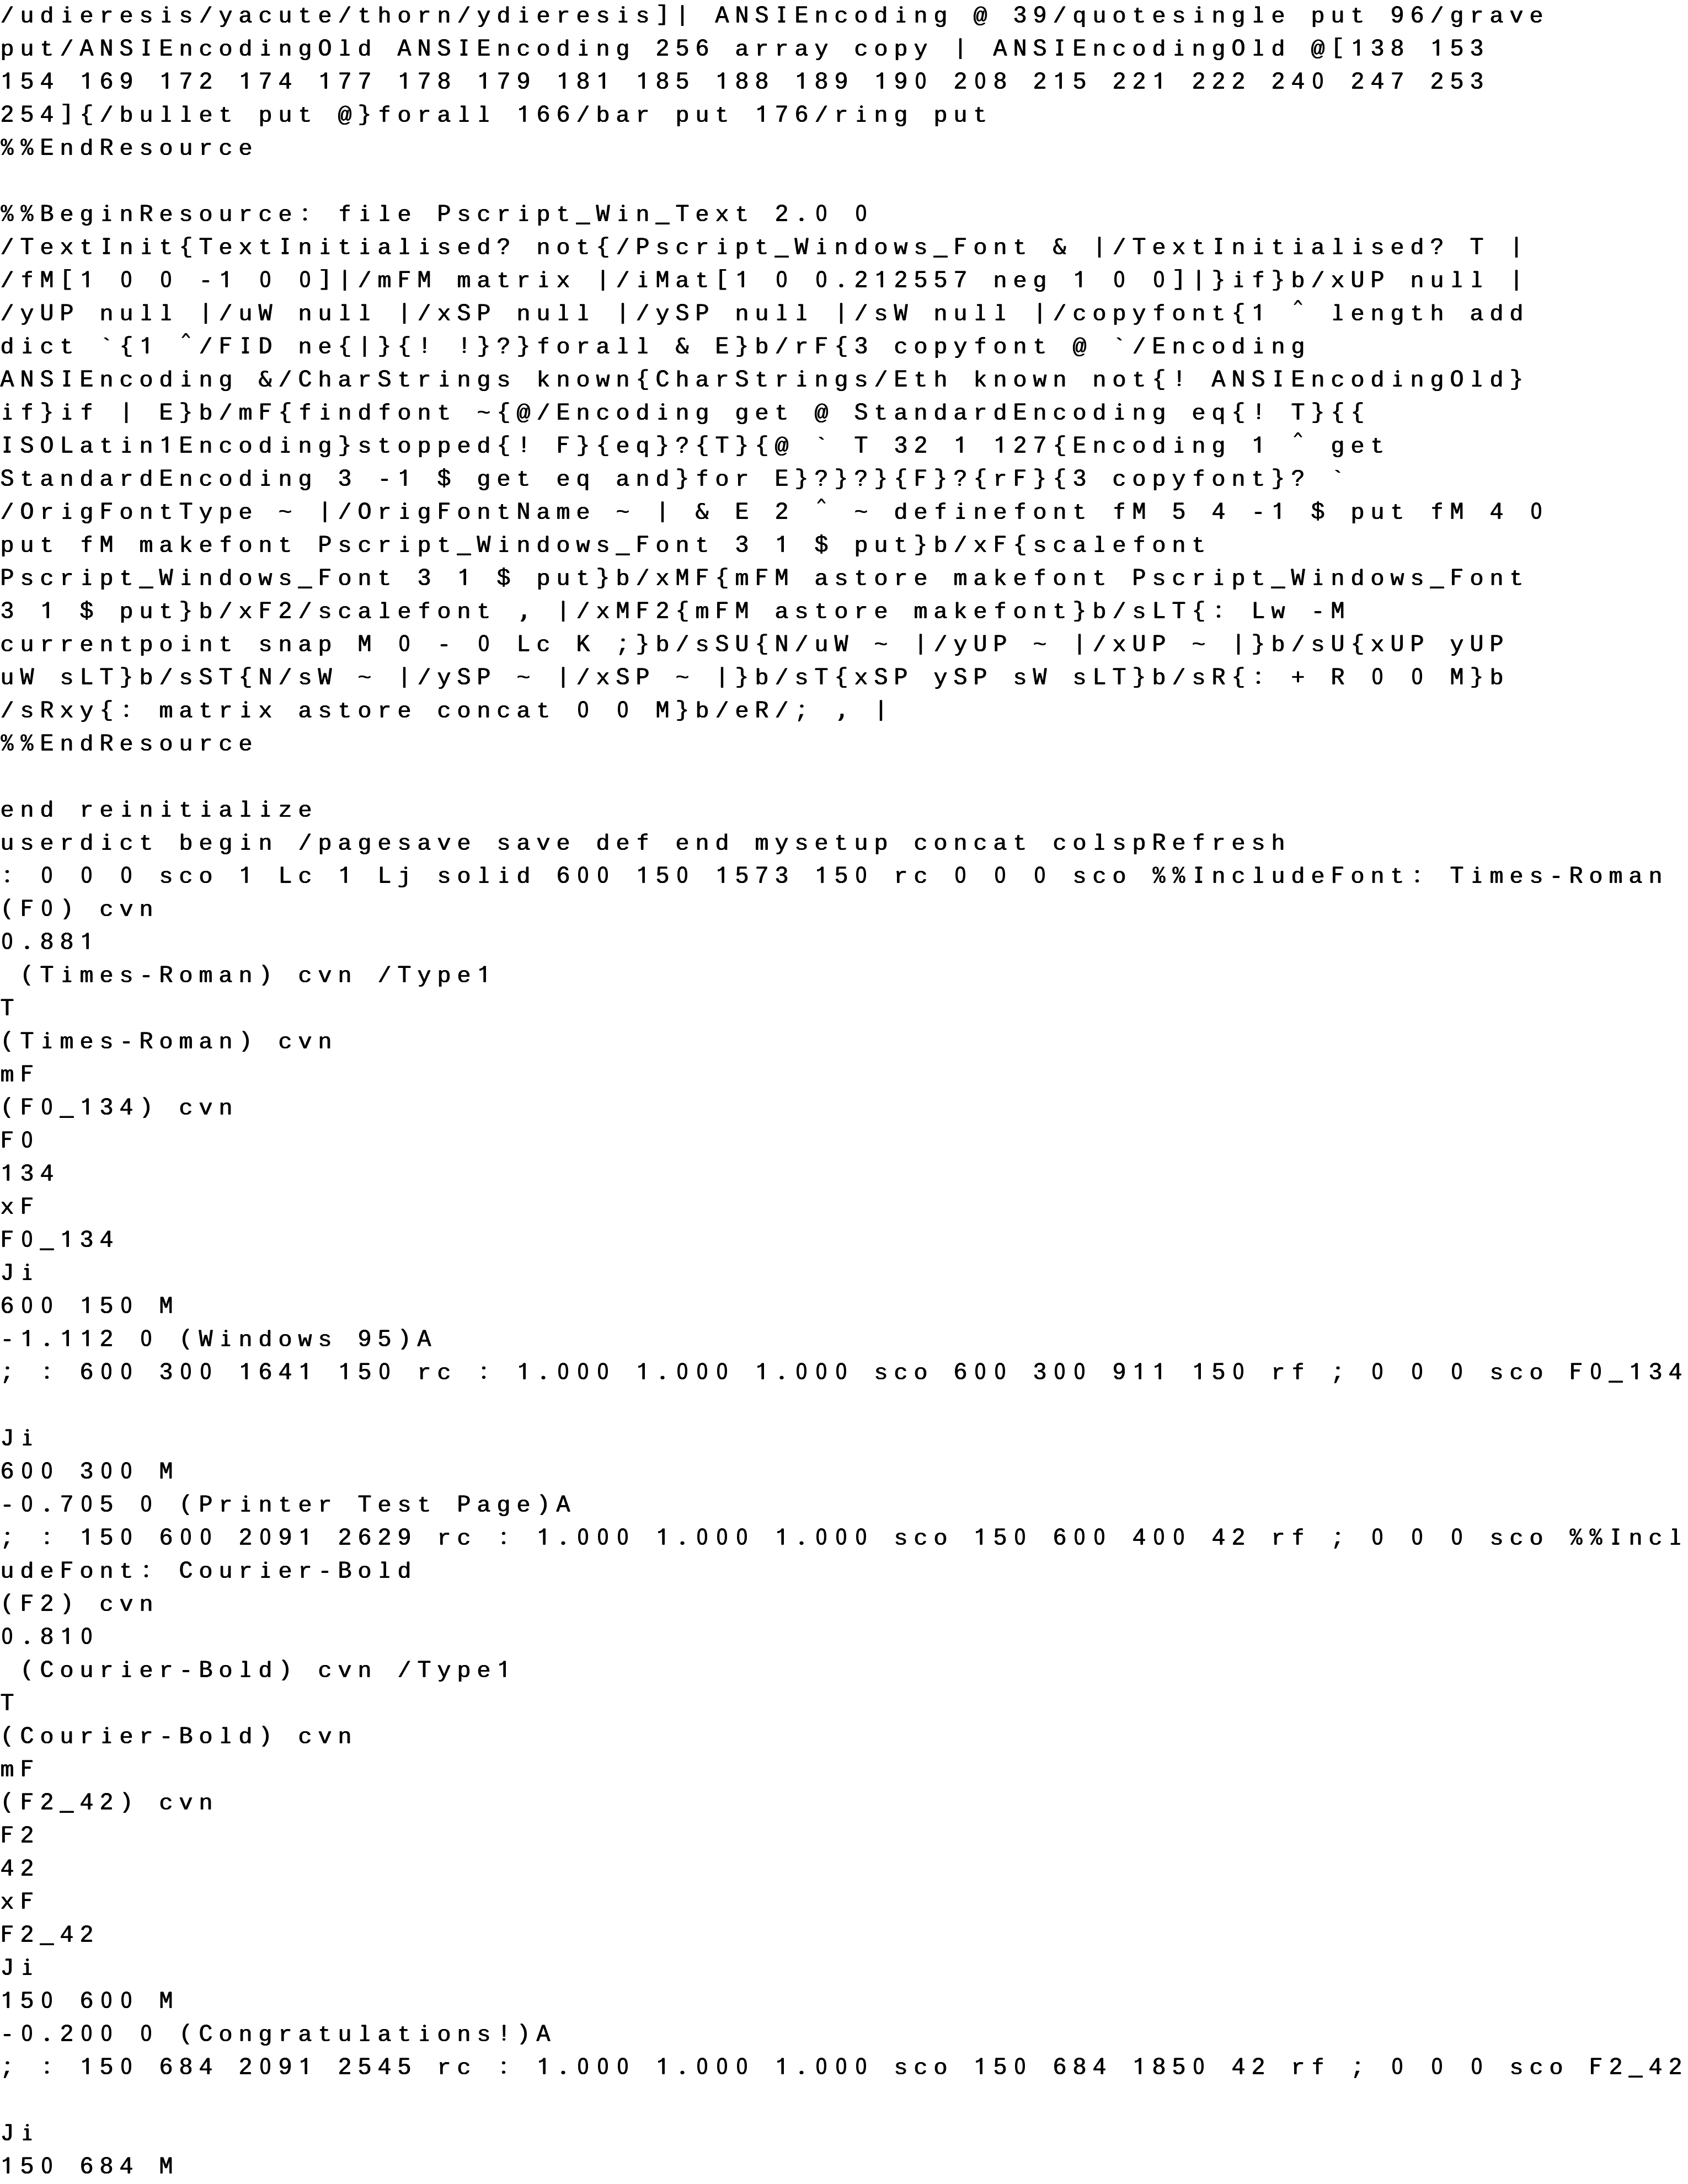 /udieresis/yacute/thorn/ydieresis]| ANSIEncoding @ 39/quotesingle put 96/grave
put/ANSIEncodingOld ANSIEncoding 256 array copy | ANSIEncodingOld @[138 153
154 169 172 174 177 178 179 181 185 188 189 190 208 215 221 222 240 247 253
254]{/bullet put @}forall 166/bar put 176/ring put
%%EndResource

%%BeginResource: file Pscript_Win_Text 2.0 0
/TextInit{TextInitialised? not{/Pscript_Windows_Font & |/TextInitialised? T |
/fM[1 0 0 -1 0 0]|/mFM matrix |/iMat[1 0 0.212557 neg 1 0 0]|}if}b/xUP null |
/yUP null |/uW null |/xSP null |/ySP null |/sW null |/copyfont{1 ^ length add
dict `{1 ^/FID ne{|}{! !}?}forall & E}b/rF{3 copyfont @ `/Encoding
ANSIEncoding &/CharStrings known{CharStrings/Eth known not{! ANSIEncodingOld}
if}if | E}b/mF{findfont ~{@/Encoding get @ StandardEncoding eq{! T}{{
ISOLatin1Encoding}stopped{! F}{eq}?{T}{@ ` T 32 1 127{Encoding 1 ^ get
StandardEncoding 3 -1 $ get eq and}for E}?}?}{F}?{rF}{3 copyfont}? `
/OrigFontType ~ |/OrigFontName ~ | & E 2 ^ ~ definefont fM 5 4 -1 $ put fM 4 0
put fM makefont Pscript_Windows_Font 3 1 $ put}b/xF{scalefont
Pscript_Windows_Font 3 1 $ put}b/xMF{mFM astore makefont Pscript_Windows_Font
3 1 $ put}b/xF2/scalefont , |/xMF2{mFM astore makefont}b/sLT{: Lw -M
currentpoint snap M 0 - 0 Lc K ;}b/sSU{N/uW ~ |/yUP ~ |/xUP ~ |}b/sU{xUP yUP
uW sLT}b/sST{N/sW ~ |/ySP ~ |/xSP ~ |}b/sT{xSP ySP sW sLT}b/sR{: + R 0 0 M}b
/sRxy{: matrix astore concat 0 0 M}b/eR/; , |
%%EndResource

end reinitialize
userdict begin /pagesave save def end mysetup concat colspRefresh
: 0 0 0 sco 1 Lc 1 Lj solid 600 150 1573 150 rc 0 0 0 sco %%IncludeFont: Times-Roman
(F0) cvn
0.881
 (Times-Roman) cvn /Type1
T
(Times-Roman) cvn
mF
(F0_134) cvn
F0
134
xF
F0_134
Ji
600 150 M
-1.112 0 (Windows 95)A
; : 600 300 1641 150 rc : 1.000 1.000 1.000 sco 600 300 911 150 rf ; 0 0 0 sco F0_134

Ji
600 300 M
-0.705 0 (Printer Test Page)A
; : 150 600 2091 2629 rc : 1.000 1.000 1.000 sco 150 600 400 42 rf ; 0 0 0 sco %%Incl
udeFont: Courier-Bold
(F2) cvn
0.810
 (Courier-Bold) cvn /Type1
T
(Courier-Bold) cvn
mF
(F2_42) cvn
F2
42
xF
F2_42
Ji
150 600 M
-0.200 0 (Congratulations!)A
; : 150 684 2091 2545 rc : 1.000 1.000 1.000 sco 150 684 1850 42 rf ; 0 0 0 sco F2_42

Ji
150 684 M